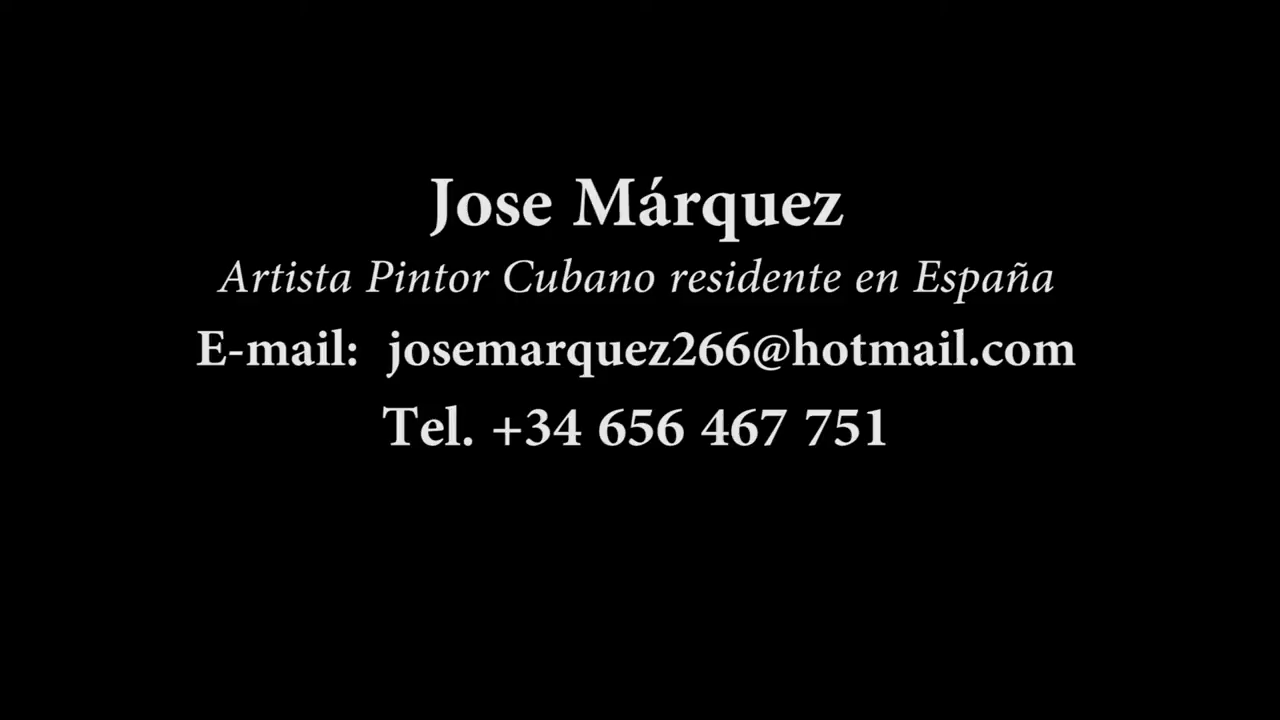 Jose Márquez
Artista Pintor Cubano residente en España
E-mail: josemarquez266@hotmail.com
Tel. +34 656 467 751